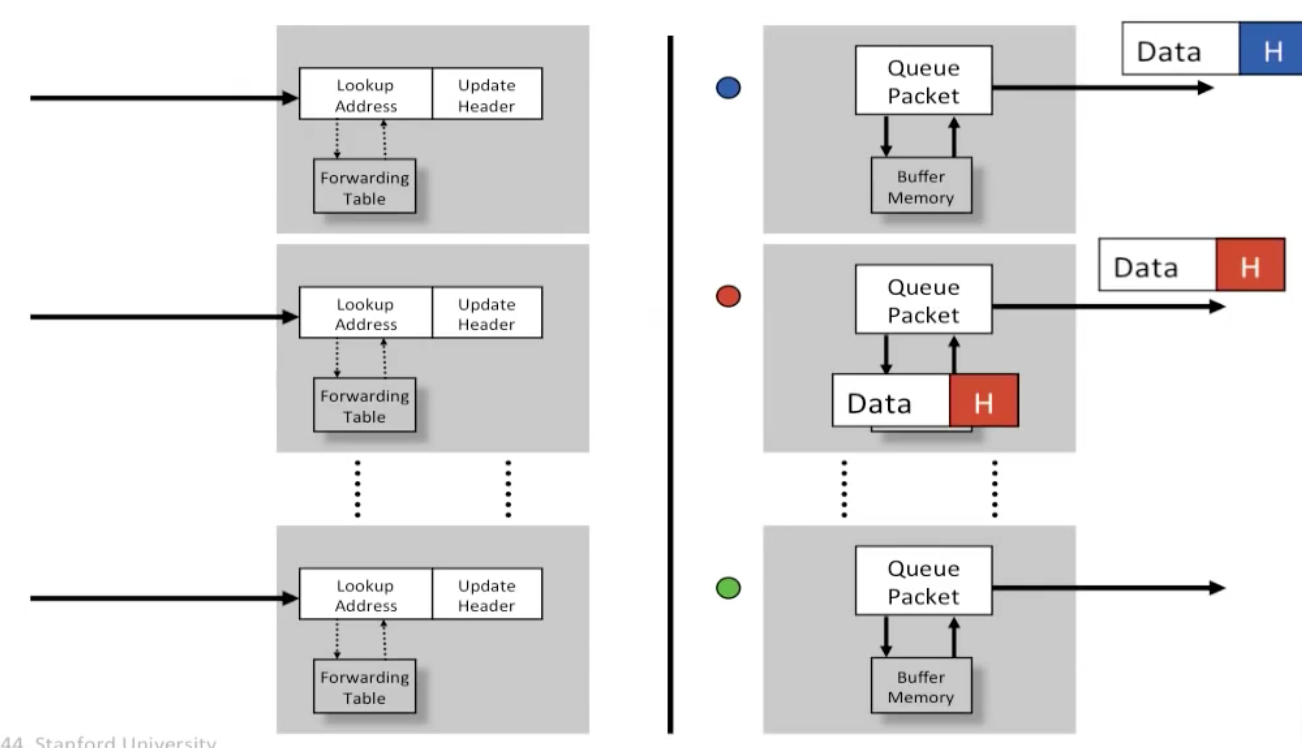 Lookup Address
Update Header
Forwarding Table
Queue Packet
Buffer Memory
Data H
Lookup Address
Update Header
Forwarding Table
Queue Packet
Data H
Data H
Lookup Address
Update Header
Forwarding Table
Queue Packet
Buffer Memory
44 Stanford University